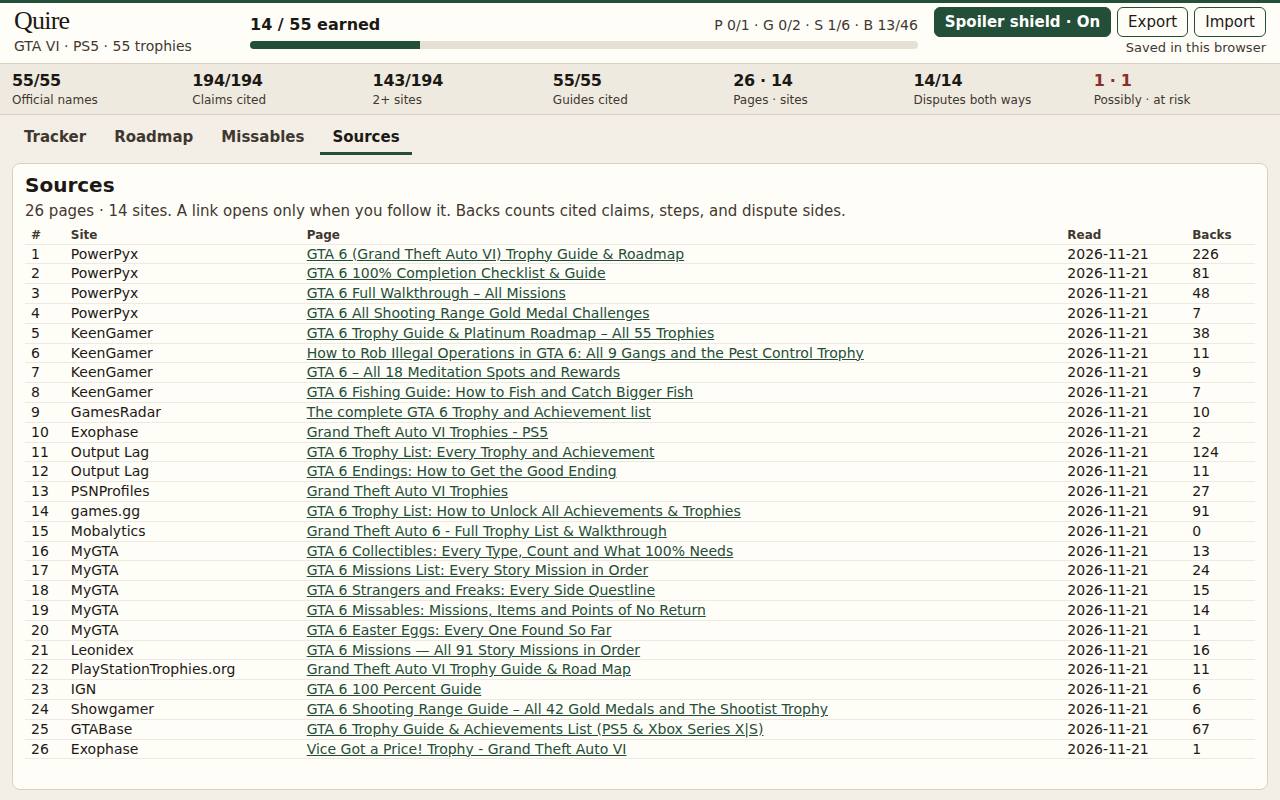 Quire
GTA VI · PS5 · 55 trophies
14 / 55 earned
P 0/1 · G 0/2 · S 1/6 · B 13/46
Spoiler shield · On
Export
Import
Saved in this browser
55/55
Official names
194/194
Claims cited
143/194
2+ sites
55/55
Guides cited
26 · 14
Pages · sites
14/14
Disputes both ways
1 · 1
Possibly · at risk
Tracker Roadmap Missables Sources
Sources
26 pages · 14 sites. A link opens only when you follow it. Backs counts cited claims, steps, and dispute sides.
# Site Page Read Backs
1 PowerPyx GTA 6 (Grand Theft Auto VI) Trophy Guide & Roadmap 2026-11-21 226
2 PowerPyx GTA 6 100% Completion Checklist & Guide 2026-11-21 81
3 PowerPyx GTA 6 Full Walkthrough – All Missions 2026-11-21 48
4 PowerPyx GTA 6 All Shooting Range Gold Medal Challenges 2026-11-21 7
5 KeenGamer GTA 6 Trophy Guide & Platinum Roadmap – All 55 Trophies 2026-11-21 38
6 KeenGamer How to Rob Illegal Operations in GTA 6: All 9 Gangs and the Pest Control Trophy 2026-11-21 11
7 KeenGamer GTA 6 – All 18 Meditation Spots and Rewards 2026-11-21 9
8 KeenGamer GTA 6 Fishing Guide: How to Fish and Catch Bigger Fish 2026-11-21 7
9 GamesRadar The complete GTA 6 Trophy and Achievement list 2026-11-21 10
10 Exophase Grand Theft Auto VI Trophies - PS5 2026-11-21 2
11 Output Lag GTA 6 Trophy List: Every Trophy and Achievement 2026-11-21 124
12 Output Lag GTA 6 Endings: How to Get the Good Ending 2026-11-21 11
13 PSNProfiles Grand Theft Auto VI Trophies 2026-11-21 27
14 games.gg GTA 6 Trophy List: How to Unlock All Achievements & Trophies 2026-11-21 91
15 Mobalytics Grand Theft Auto 6 - Full Trophy List & Walkthrough 2026-11-21 0
16 MyGTA GTA 6 Collectibles: Every Type, Count and What 100% Needs 2026-11-21 13
17 MyGTA GTA 6 Missions List: Every Story Mission in Order 2026-11-21 24
18 MyGTA GTA 6 Strangers and Freaks: Every Side Questline 2026-11-21 15
19 MyGTA GTA 6 Missables: Missions, Items and Points of No Return 2026-11-21 14
20 MyGTA GTA 6 Easter Eggs: Every One Found So Far 2026-11-21 1
21 Leonidex GTA 6 Missions — All 91 Story Missions in Order 2026-11-21 16
22 PlayStationTrophies.org Grand Theft Auto VI Trophy Guide & Road Map 2026-11-21 11
23 IGN GTA 6 100 Percent Guide 2026-11-21 6
24 Showgamer GTA 6 Shooting Range Guide – All 42 Gold Medals and The Shootist Trophy 2026-11-21 6
25 GTABase GTA 6 Trophy Guide & Achievements List (PS5 & Xbox Series X|S) 2026-11-21 67
26 Exophase Vice Got a Price! Trophy - Grand Theft Auto VI 2026-11-21 1